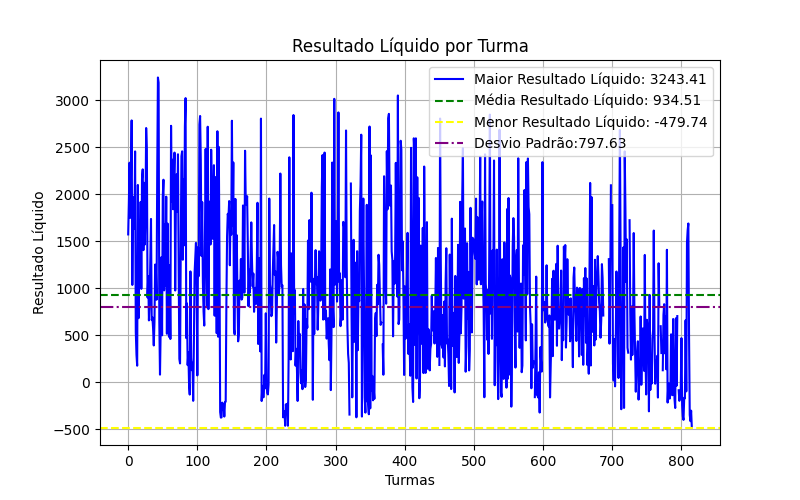 Resultado Líquido por Turma
Maior Resultado Líquido: 3243.41
Média Resultado Líquido: 934.51
Menor Resultado Líquido: -479.74
Desvio Padrão:797.63
Resultado Líquido
3000
2500
2000
1500
1000
500
0
−500
0 100 200 300 400 500 600 700 800
Turmas